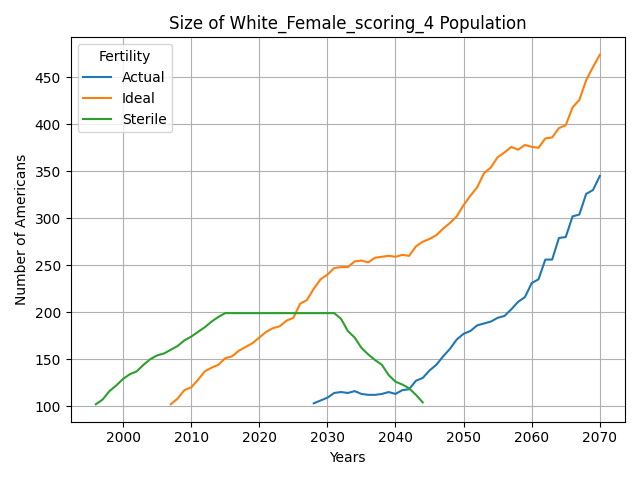 Size of White_Female_scoring_4 Population
Fertility
Actual
Ideal
Sterile
Number of Americans
450
400
350
300
250
200
150
100
2000
2010
2020
2030
2040
2050
2060
2070
Years